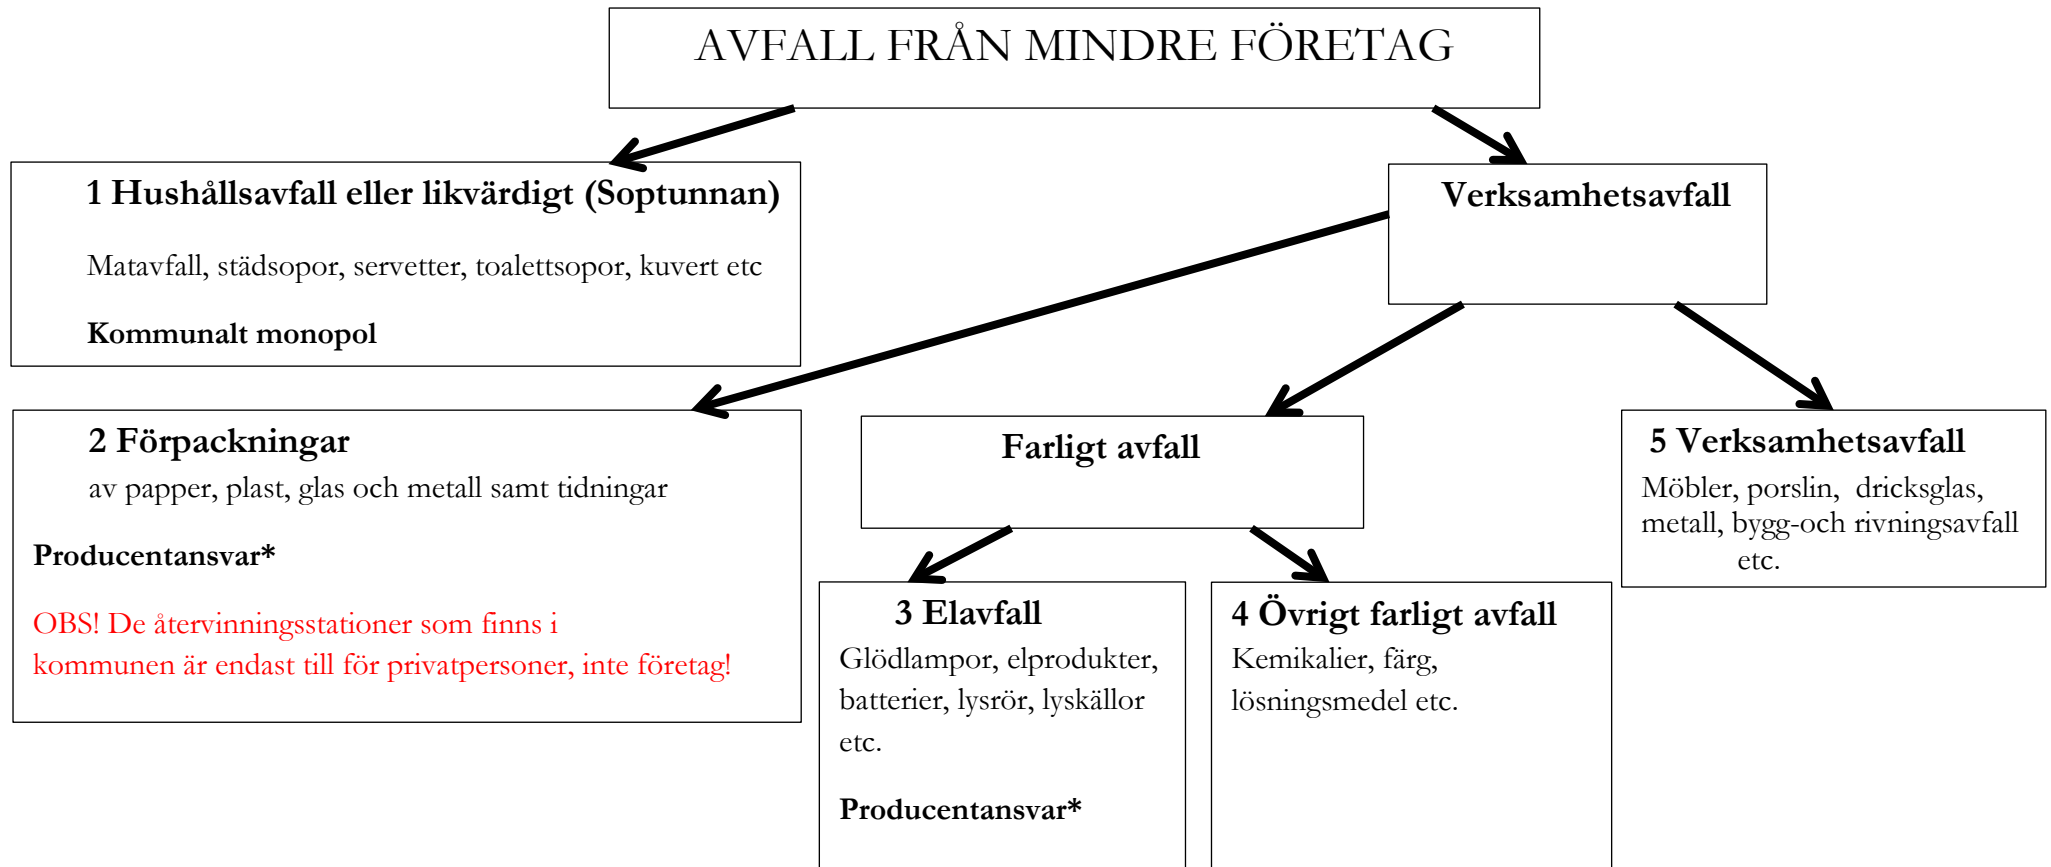 AVFALL FRÅN MINDRE FÖRETAG
1 Hushållsavfall eller likvärdigt (Soptunnan)
Matavfall, städsopor, servetter, toalettsopor, kuvert etc
Kommunalt monopol
Verksamhetsavfall
2 Förpackningar
av papper, plast, glas och metall samt tidningar
Producentansvar*
OBS! De återvinningsstationer som finns i
kommunen är endast till för privatpersoner, inte företag!
Farligt avfall
3 Elavfall
Glödlampor, elprodukter,
batterier, lysrör, lyskällor
etc.
Producentansvar*
4 Övrigt farligt avfall
Kemikalier, färg,
lösningsmedel etc.
5 Verksamhetsavfall
Möbler, porslin, dricksglas,
metall, bygg-och rivningsavfall
etc.